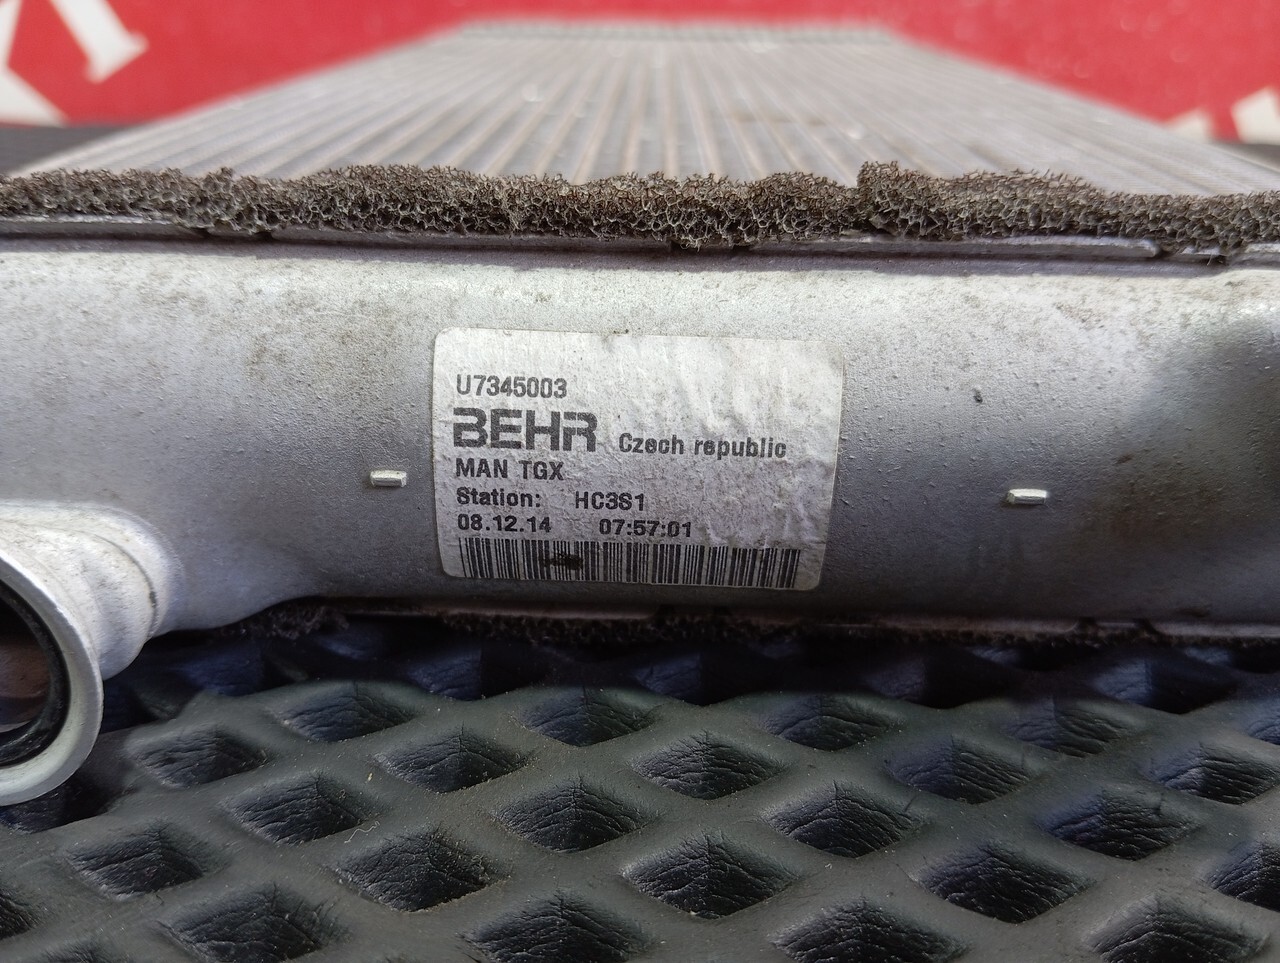 U7345003
BEHR Czech republic
MAN TGX
Station: HC3S1
08.12.14 07:57:01